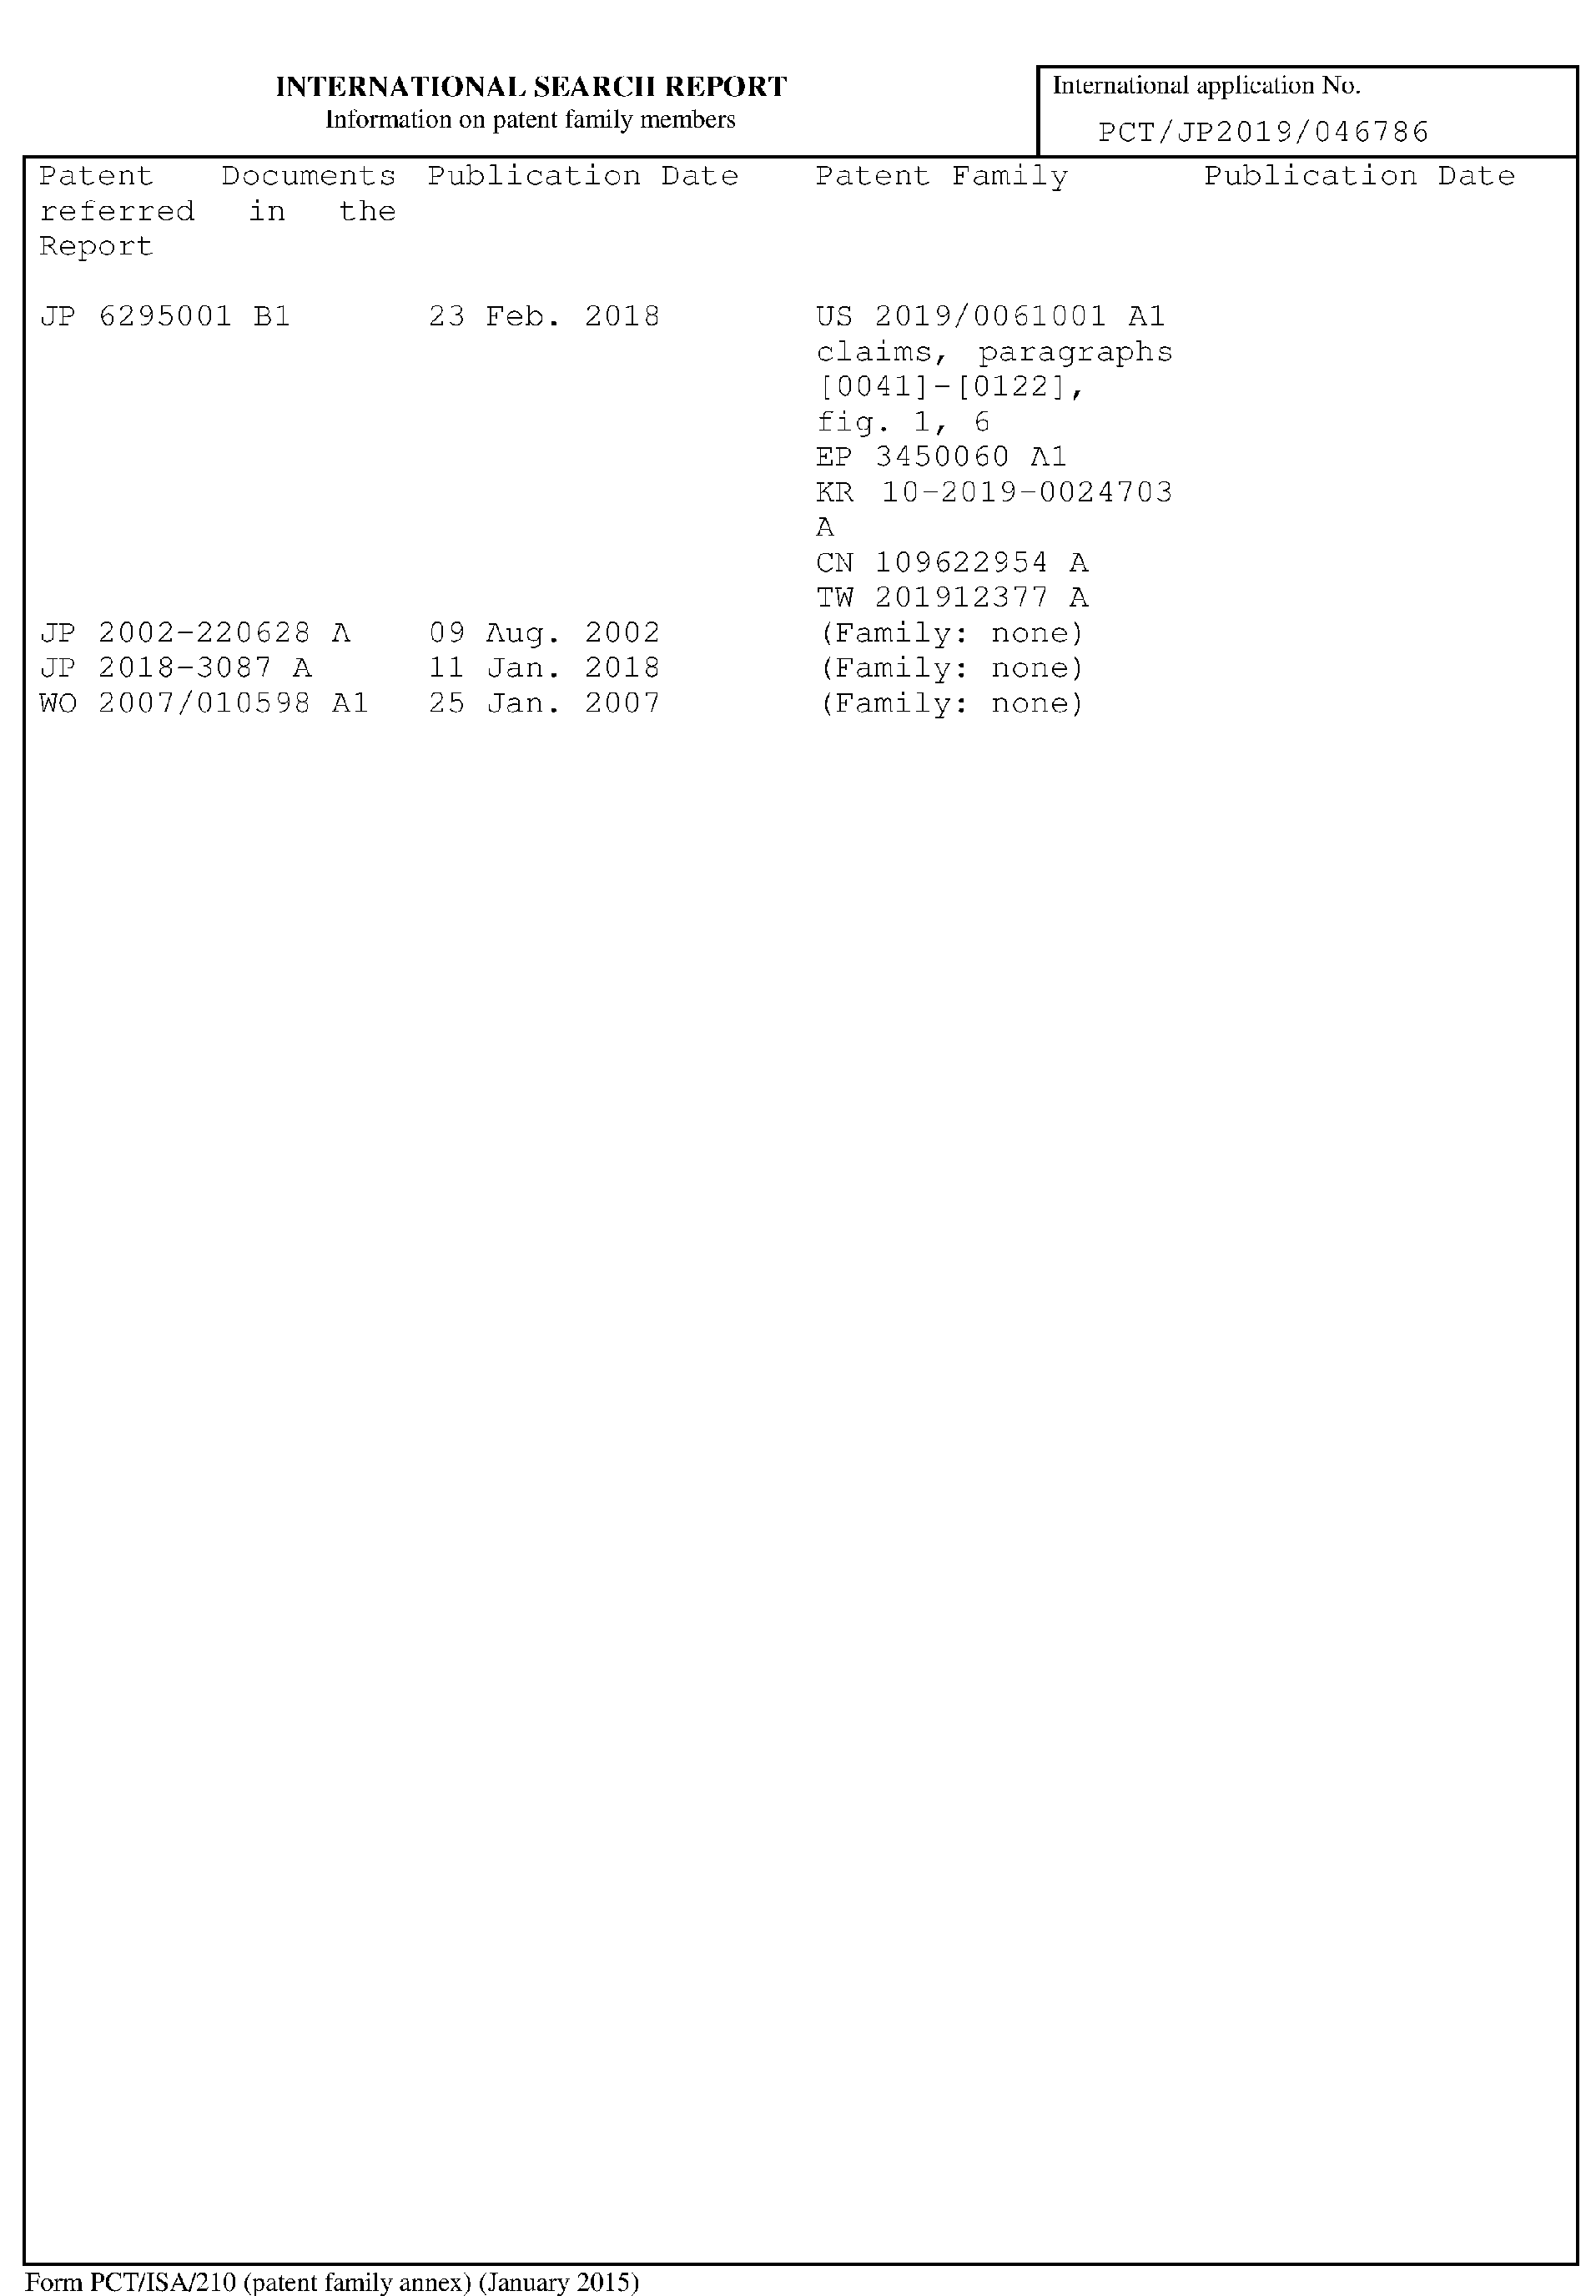 INTERNATIONAL SEARCH REPORT
Information on patent family members
International application No.
PCT/JP2019/046786
Patent Documents Publication Date Patent Family Publication Date
referred in the
Report
JP 6295001 B1 23 Feb. 2018 US 2019/0061001 A1
claims, paragraphs
[0041]-[0122],
fig. 1, 6
EP 3450060 A1
KR 10-2019-0024703
A
CN 109622954 A
TW 201912377 A
JP 2002-220628 A 09 Aug. 2002 (Family: none)
JP 2018-3087 A 11 Jan. 2018 (Family: none)
WO 2007/010598 A1 25 Jan. 2007 (Family: none)
Form PCT/ISA/210 (patent family annex) (January 2015)